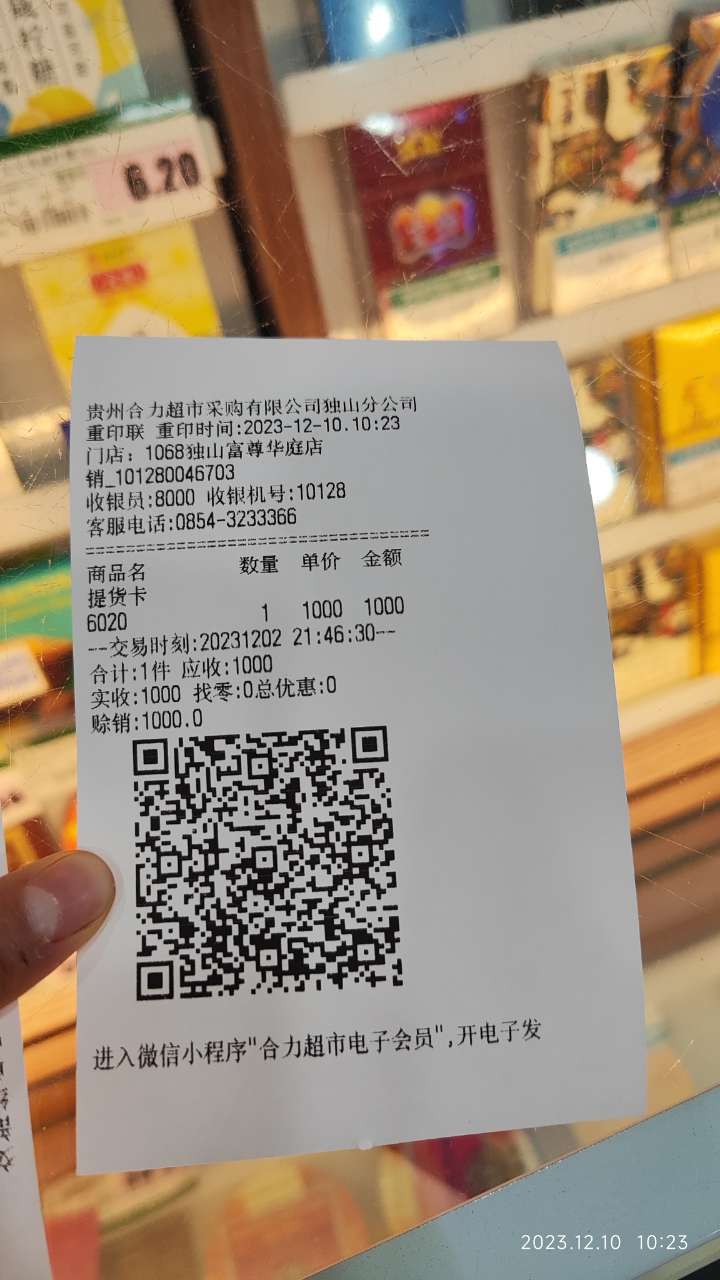 6.20
贵州合力超市采购有限公司独山分公司
重印联 重印时间:2023-12-10.10:23
门店: 1068独山富尊华庭店
销_101280046703
收银员:8000 收银机号:10128
客服电话:0854-3233366
===================================
商品名 数量 单价 金额
提货卡
6020 1 1000 1000
--交易时刻:20231202 21:46:30--
合计:1件 应收:1000
实收:1000 找零:0总优惠:0
赊销:1000.0
进入微信小程序"合力超市电子会员",开电子发
2023.12.10 10:23